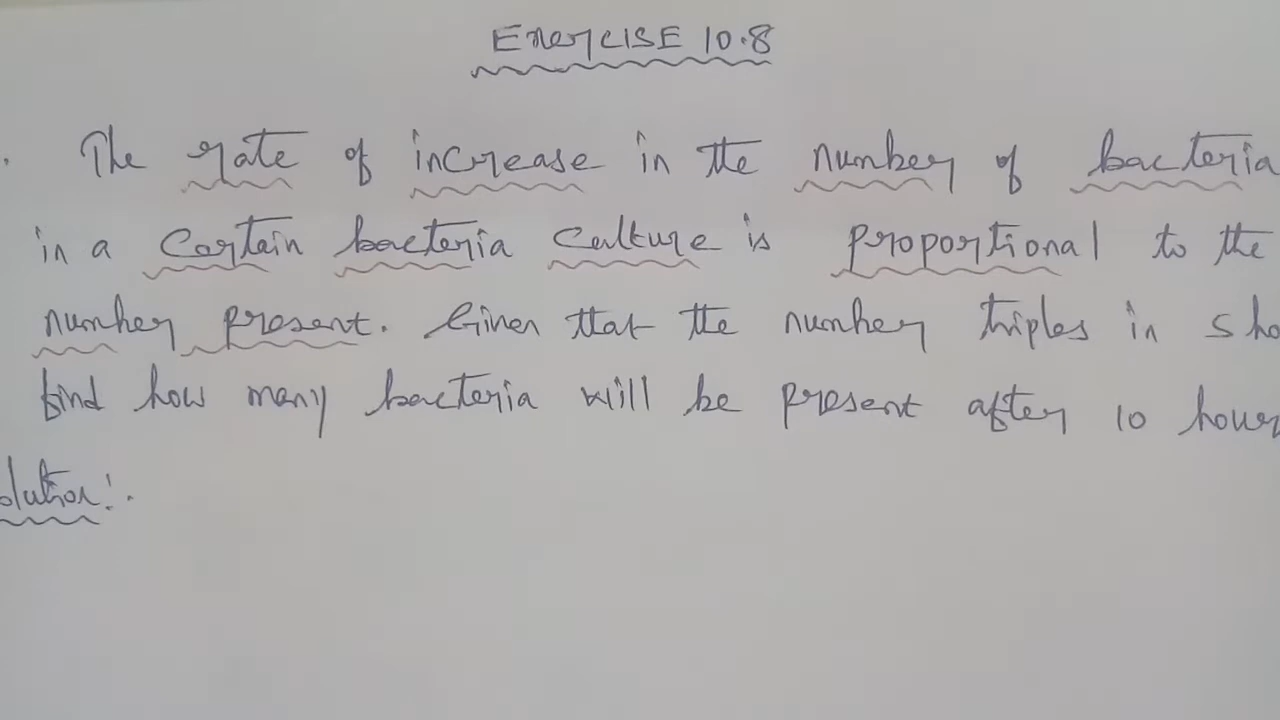 Exercise 10.8
. The rate of increase in the number of bacteria
in a certain bacteria culture is proportional to the
number present. Given that the number triples in 5 ho
find how many bacteria will be present after 10 hour
olution:.